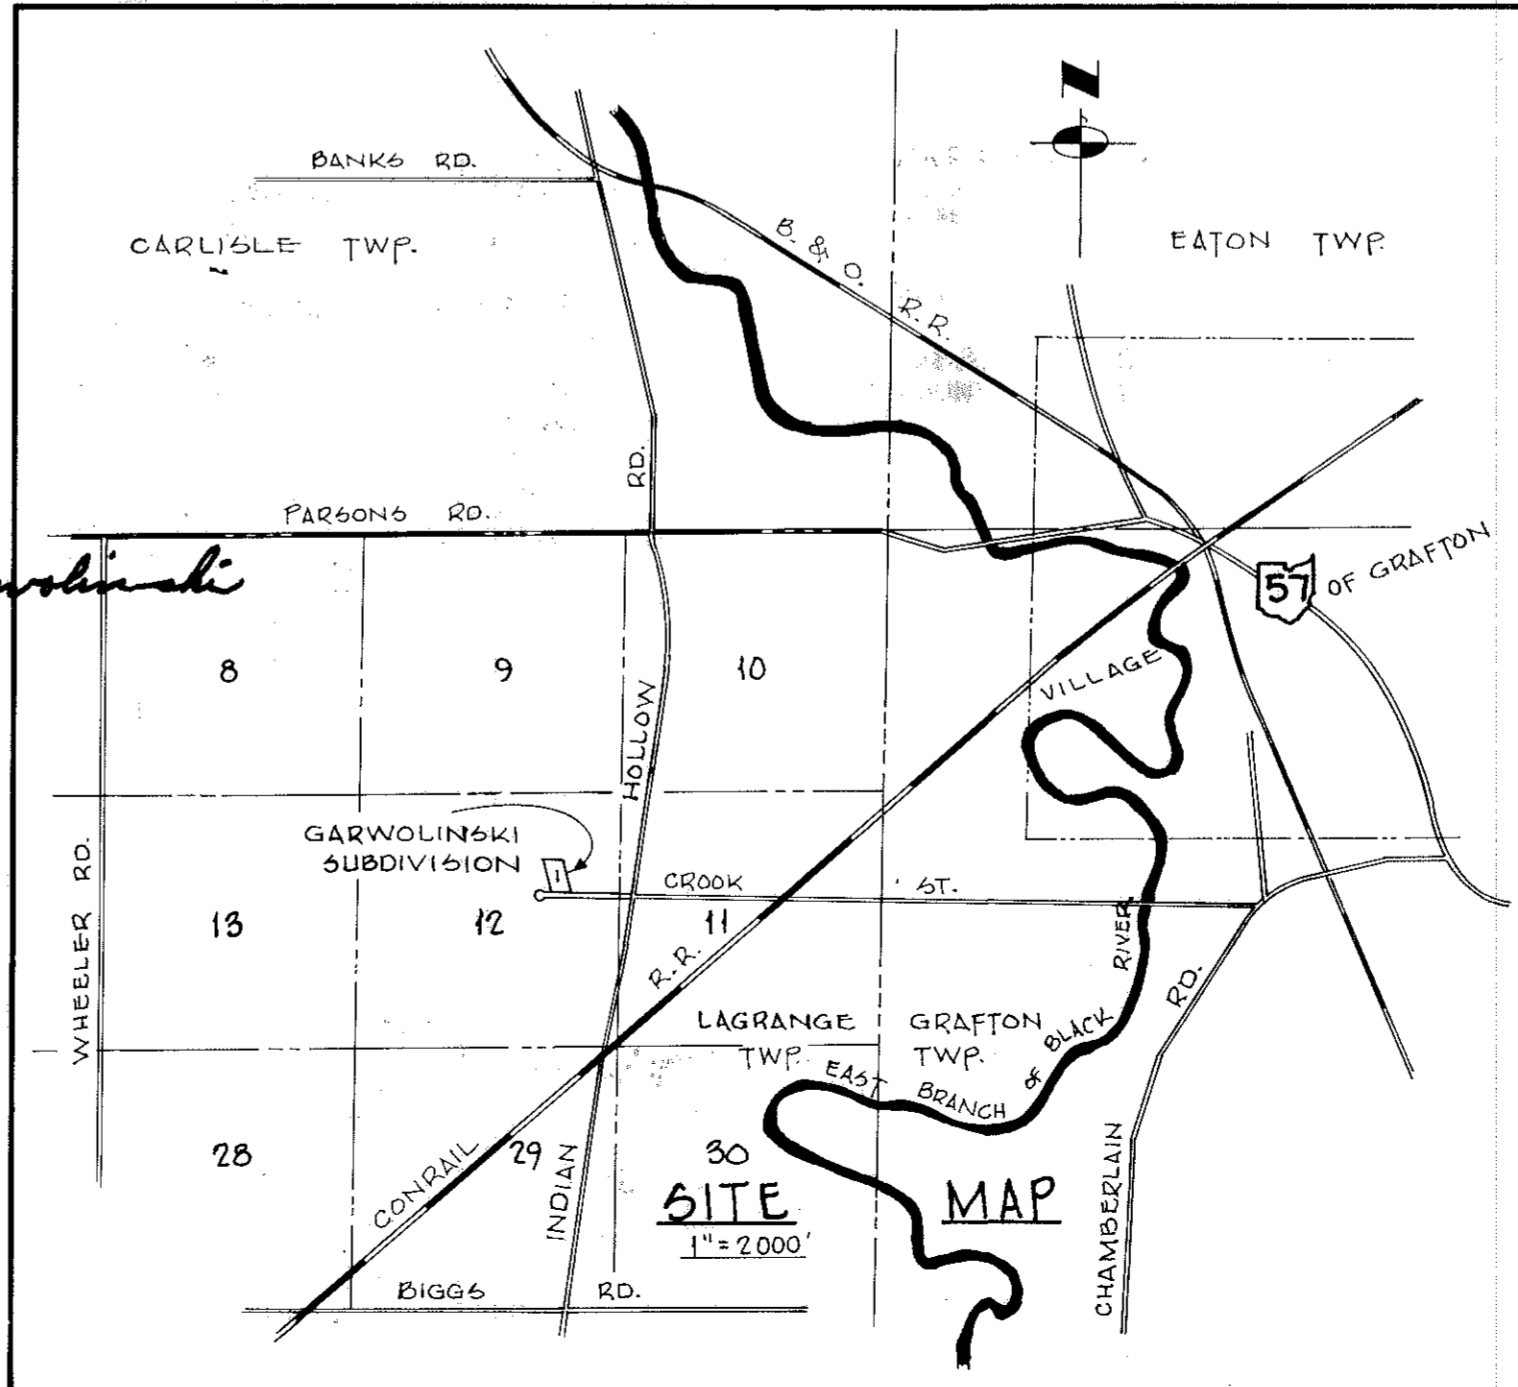 N
BANKS RD.
CARLISLE TWP.
B. & O. R.R.
EATON TWP.
RD.
PARSONS RD.
57
OF GRAFTON
8
9
10
VILLAGE
HOLLOW
GARWOLINSKI
SUBDIVISION
1
CROOK ST.
WHEELER RD.
13
12
11
R.R.
RIVER
RD.
LAGRANGE
TWP.
GRAFTON
TWP.
EAST BRANCH of BLACK
28
29
30
CONRAIL
INDIAN
CHAMBERLAIN
SITE MAP
1"=2000'
BIGGS RD.